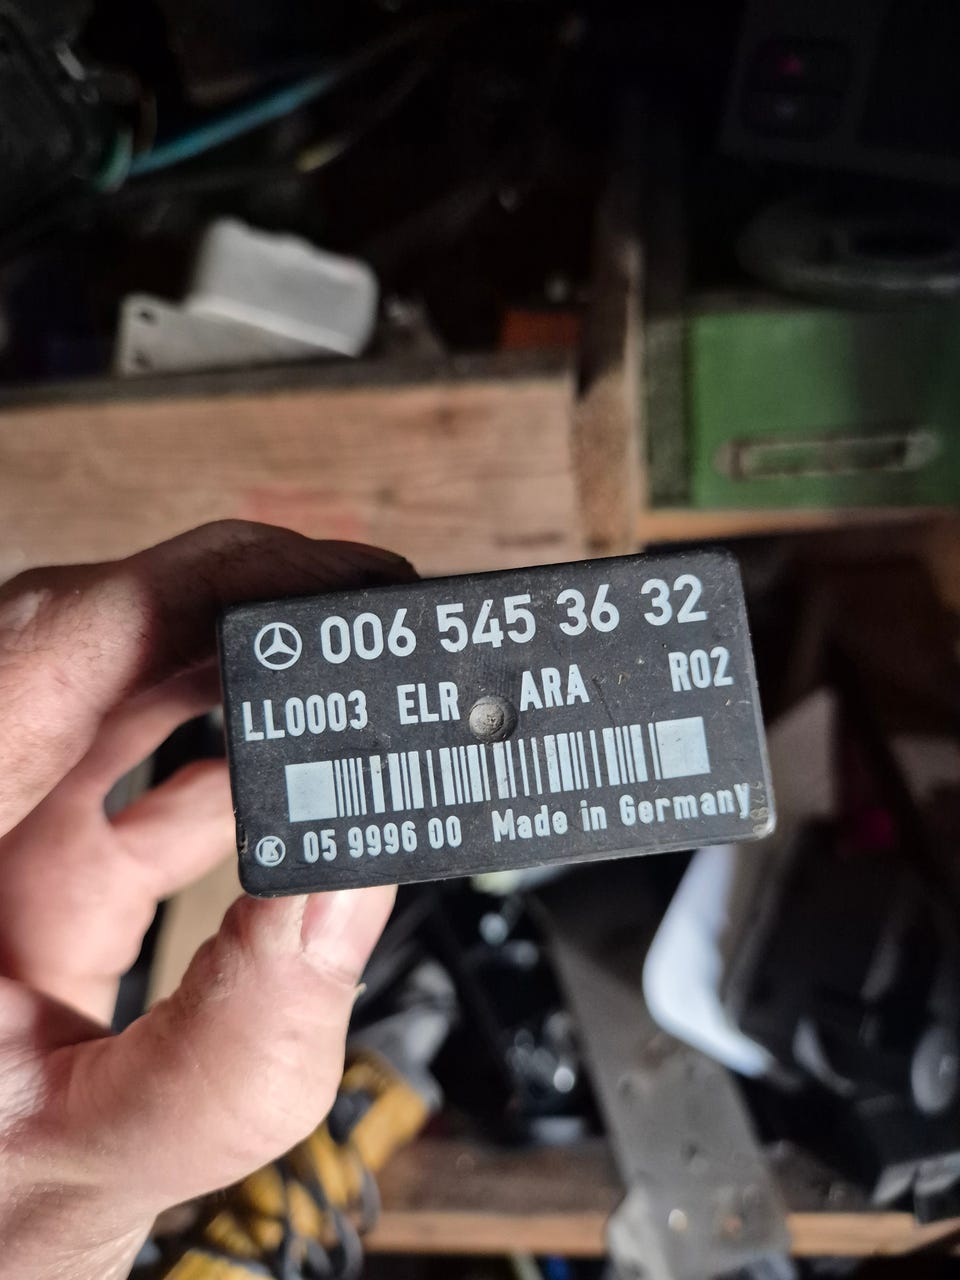 006 545 36 32
LL0003 ELR ARA R02
05 9996 00 Made in Germany